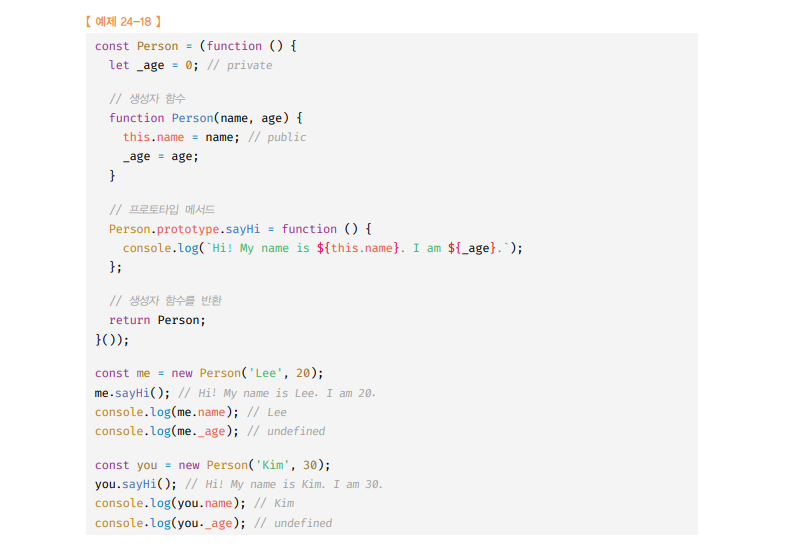 【 예제 24-18 】
const Person = (function () {
  let _age = 0; // private

  // 생성자 함수
  function Person(name, age) {
    this.name = name; // public
    _age = age;
  }

  // 프로토타입 메서드
  Person.prototype.sayHi = function () {
    console.log(`Hi! My name is ${this.name}. I am ${_age}.`);
  };

  // 생성자 함수를 반환
  return Person;
}());

const me = new Person('Lee', 20);
me.sayHi(); // Hi! My name is Lee. I am 20.
console.log(me.name); // Lee
console.log(me._age); // undefined

const you = new Person('Kim', 30);
you.sayHi(); // Hi! My name is Kim. I am 30.
console.log(you.name); // Kim
console.log(you._age); // undefined